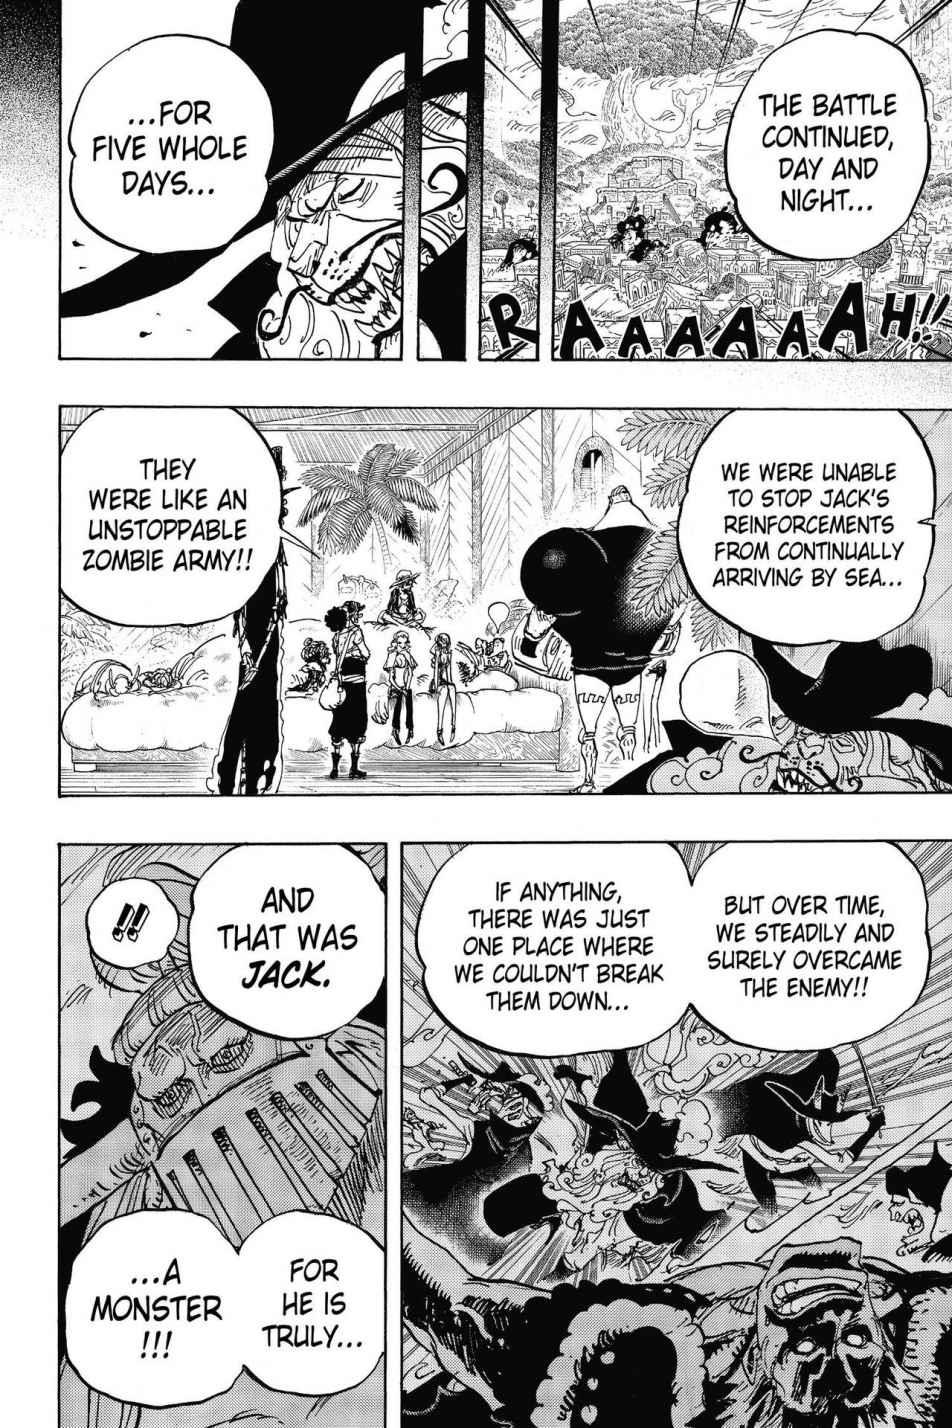 THE BATTLE
CONTINUED,
DAY AND
NIGHT...
RAAAAAAH!!
...FOR
FIVE WHOLE
DAYS...
WE WERE UNABLE
TO STOP JACK'S
REINFORCEMENTS
FROM CONTINUALLY
ARRIVING BY SEA...
THEY
WERE LIKE AN
UNSTOPPABLE
ZOMBIE ARMY!!
BUT OVER TIME,
WE STEADILY AND
SURELY OVERCAME
THE ENEMY!!
IF ANYTHING,
THERE WAS JUST
ONE PLACE WHERE
WE COULDN'T BREAK
THEM DOWN...
AND
THAT WAS
JACK.
!!
FOR
HE IS
TRULY...
...A
MONSTER
!!!